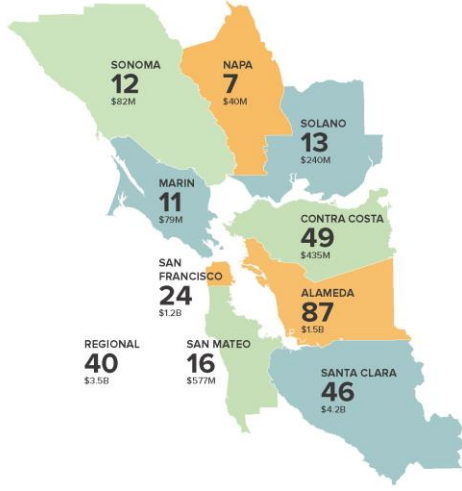 SONOMA
12
$82M
NAPA
7
$40M
SOLANO
13
$240M
MARIN
11
$79M
CONTRA COSTA
49
$435M
SAN
FRANCISCO
24
$1.2B
ALAMEDA
87
$1.5B
REGIONAL
40
$3.5B
SAN MATEO
16
$577M
SANTA CLARA
46
$4.2B